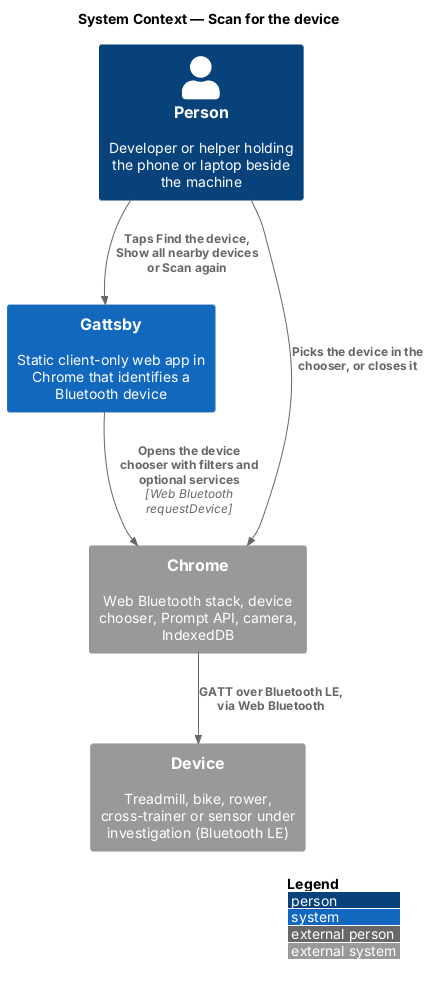 System Context — Scan for the device
Person
Developer or helper holding
the phone or laptop beside
the machine
Taps Find the device,
Show all nearby devices
or Scan again
Gattsby
Static client-only web app in
Chrome that identifies a
Bluetooth device
Picks the device in the
chooser, or closes it
Opens the device
chooser with filters and
optional services
[Web Bluetooth
requestDevice]
Chrome
Web Bluetooth stack, device
chooser, Prompt API, camera,
IndexedDB
GATT over Bluetooth LE,
via Web Bluetooth
Device
Treadmill, bike, rower,
cross-trainer or sensor under
investigation (Bluetooth LE)
Legend
person
system
external person
external system